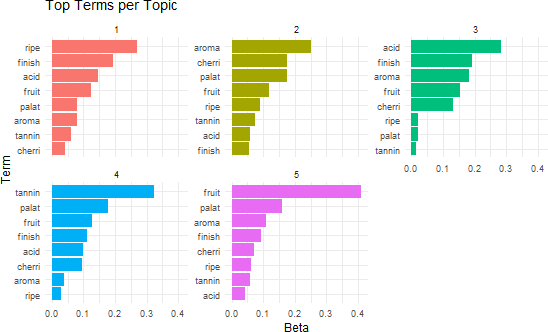 Top Terms per Topic
1
ripe
finish
acid
fruit
palat
aroma
tannin
cherri
2
aroma
cherri
palat
fruit
ripe
tannin
acid
finish
3
acid
finish
aroma
fruit
cherri
ripe
palat
tannin
0.0 0.1 0.2 0.3 0.4
Term
4
tannin
palat
fruit
finish
acid
cherri
aroma
ripe
0.0 0.1 0.2 0.3 0.4
5
fruit
palat
aroma
finish
cherri
ripe
tannin
acid
0.0 0.1 0.2 0.3 0.4
Beta